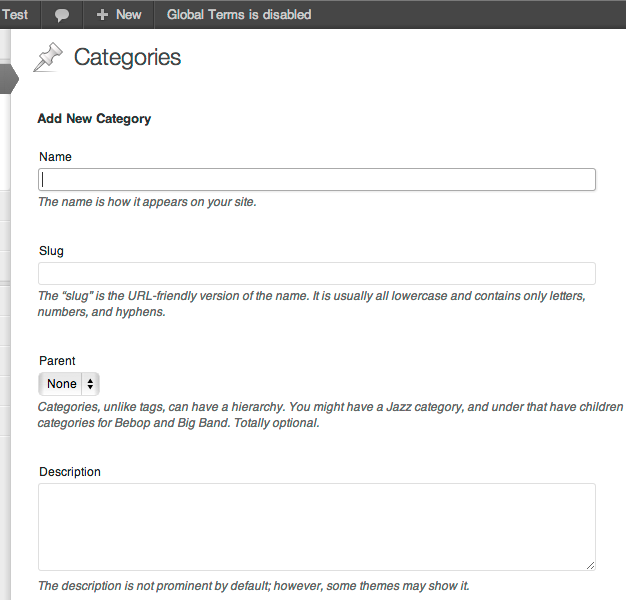 Test New Global Terms is disabled
Categories
Add New Category
Name
The name is how it appears on your site.
Slug
The “slug” is the URL-friendly version of the name. It is usually all lowercase and contains only letters,
numbers, and hyphens.
Parent
None
Categories, unlike tags, can have a hierarchy. You might have a Jazz category, and under that have children
categories for Bebop and Big Band. Totally optional.
Description
The description is not prominent by default; however, some themes may show it.